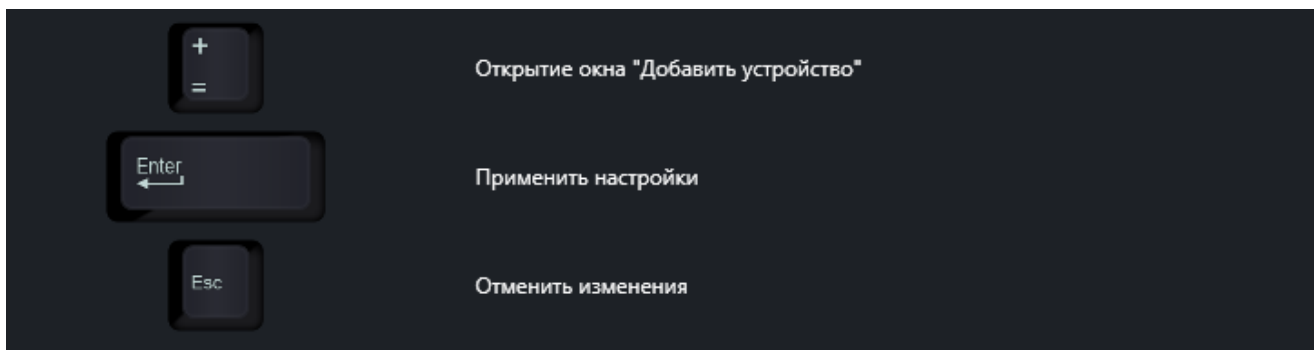 +
=
Открытие окна "Добавить устройство"
Enter
Применить настройки
Esc
Отменить изменения